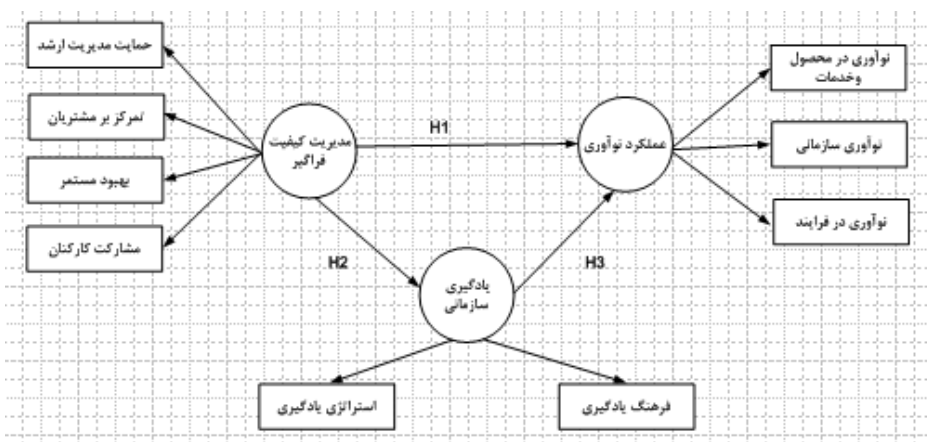 حمایت مدیریت ارشد
تمرکز بر مشتریان
بهبود مستمر
مشارکت کارکنان
مدیریت کیفیت
فراگیر
H1
عملکرد نوآوری
نوآوری در محصول
وخدمات
نوآوری سازمانی
نوآوری در فرایند
H2
یادگیری
سازمانی
H3
استراتژی یادگیری
فرهنگ یادگیری